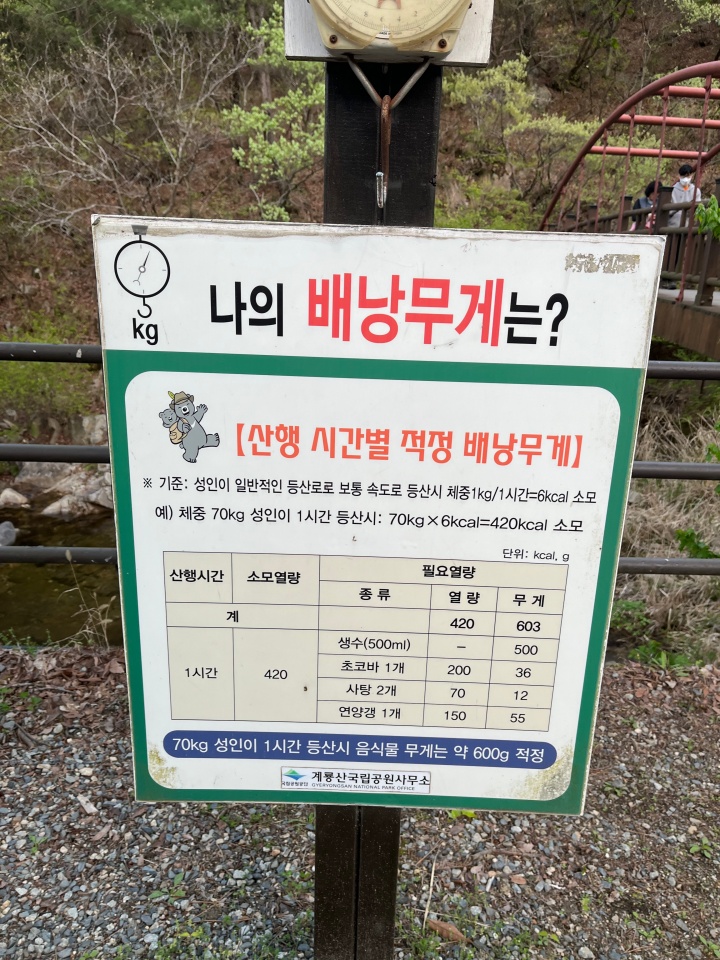 kg
나의 배낭무게는?
【산행 시간별 적정 배낭무게】
※ 기준: 성인이 일반적인 등산로로 보통 속도로 등산시 체중1kg/1시간=6kcal 소모
예) 체중 70kg 성인이 1시간 등산시: 70kg×6kcal=420kcal 소모
단위: kcal, g
산행시간 소모열량 필요열량
종 류 열 량 무 게
계 420 603
1시간 420 생수(500ml) – 500
초코바 1개 200 36
사탕 2개 70 12
연양갱 1개 150 55
70kg 성인이 1시간 등산시 음식물 무게는 약 600g 적정
국립공원공단 계룡산국립공원사무소
GYERYONGSAN NATIONAL PARK OFFICE